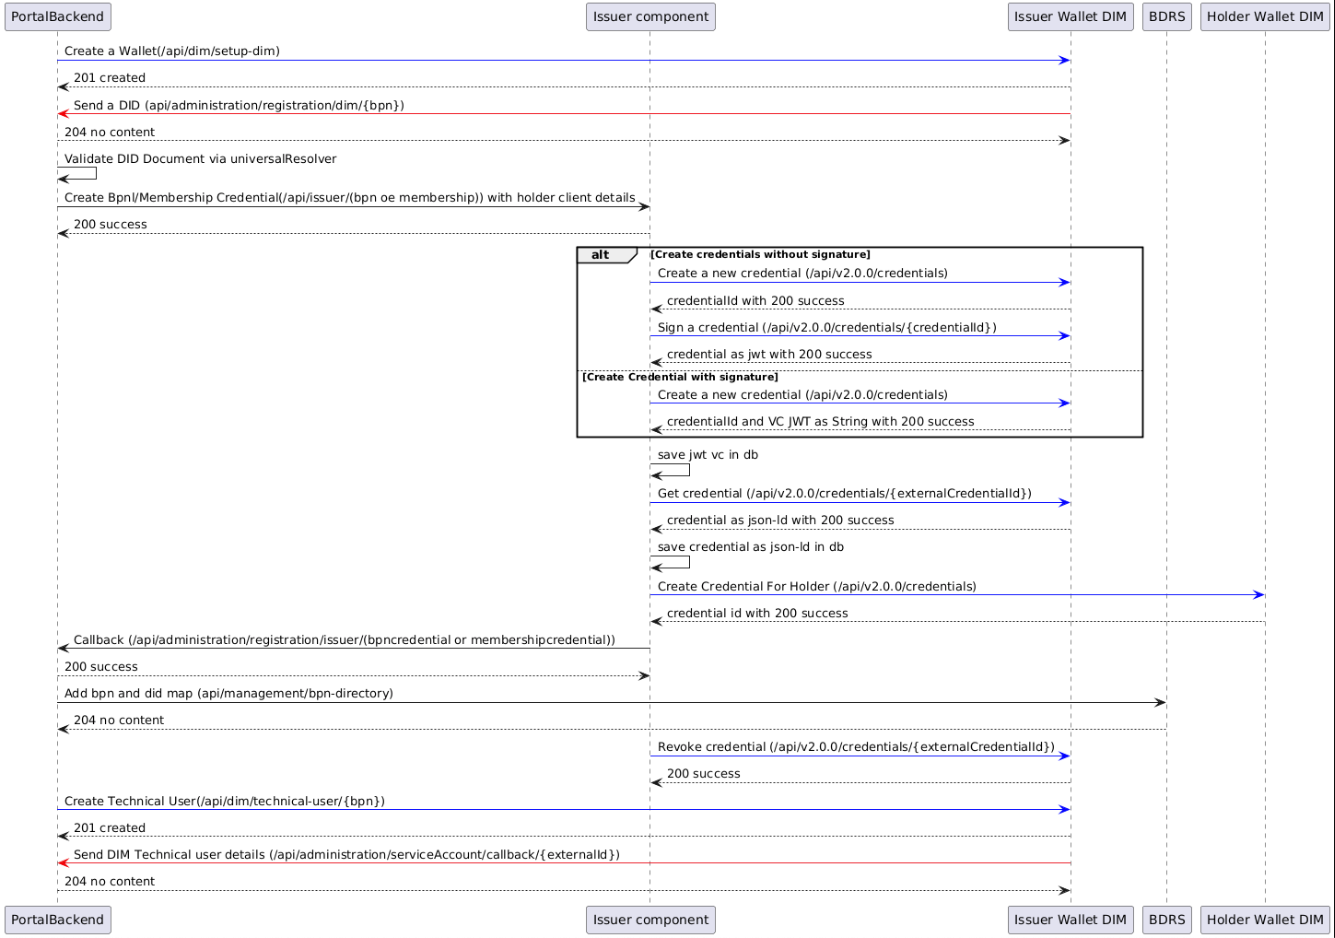 PortalBackend
Issuer component
Issuer Wallet DIM
BDRS
Holder Wallet DIM
Create a Wallet(/api/dim/setup-dim)
201 created
Send a DID (api/administration/registration/dim/{bpn})
204 no content
Validate DID Document via universalResolver
Create Bpnl/Membership Credential(/api/issuer/(bpn oe membership)) with holder client details
200 success
alt
[Create credentials without signature]
Create a new credential (/api/v2.0.0/credentials)
credentialId with 200 success
Sign a credential (/api/v2.0.0/credentials/{credentialId})
credential as jwt with 200 success
[Create Credential with signature]
Create a new credential (/api/v2.0.0/credentials)
credentialId and VC JWT as String with 200 success
save jwt vc in db
Get credential (/api/v2.0.0/credentials/{externalCredentialId})
credential as json-ld with 200 success
save credential as json-ld in db
Create Credential For Holder (/api/v2.0.0/credentials)
credential id with 200 success
Callback (/api/administration/registration/issuer/(bpncredential or membershipcredential))
200 success
Add bpn and did map (api/management/bpn-directory)
204 no content
Revoke credential (/api/v2.0.0/credentials/{externalCredentialId})
200 success
Create Technical User(/api/dim/technical-user/{bpn})
201 created
Send DIM Technical user details (/api/administration/serviceAccount/callback/{externalId})
204 no content
PortalBackend
Issuer component
Issuer Wallet DIM
BDRS
Holder Wallet DIM